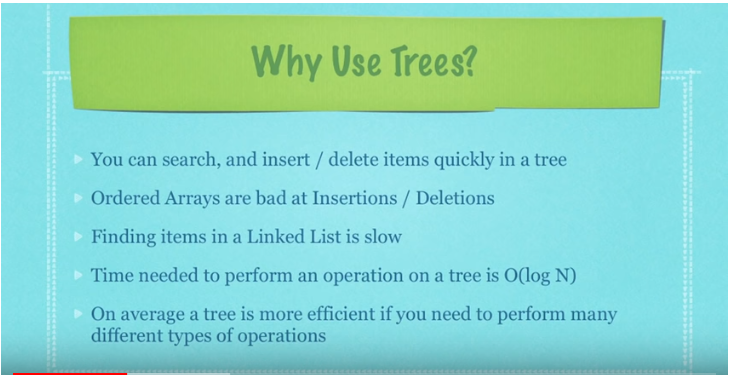 Why Use Trees?
You can search, and insert / delete items quickly in a tree
Ordered Arrays are bad at Insertions / Deletions
Finding items in a Linked List is slow
Time needed to perform an operation on a tree is O(log N)
On average a tree is more efficient if you need to perform many
different types of operations